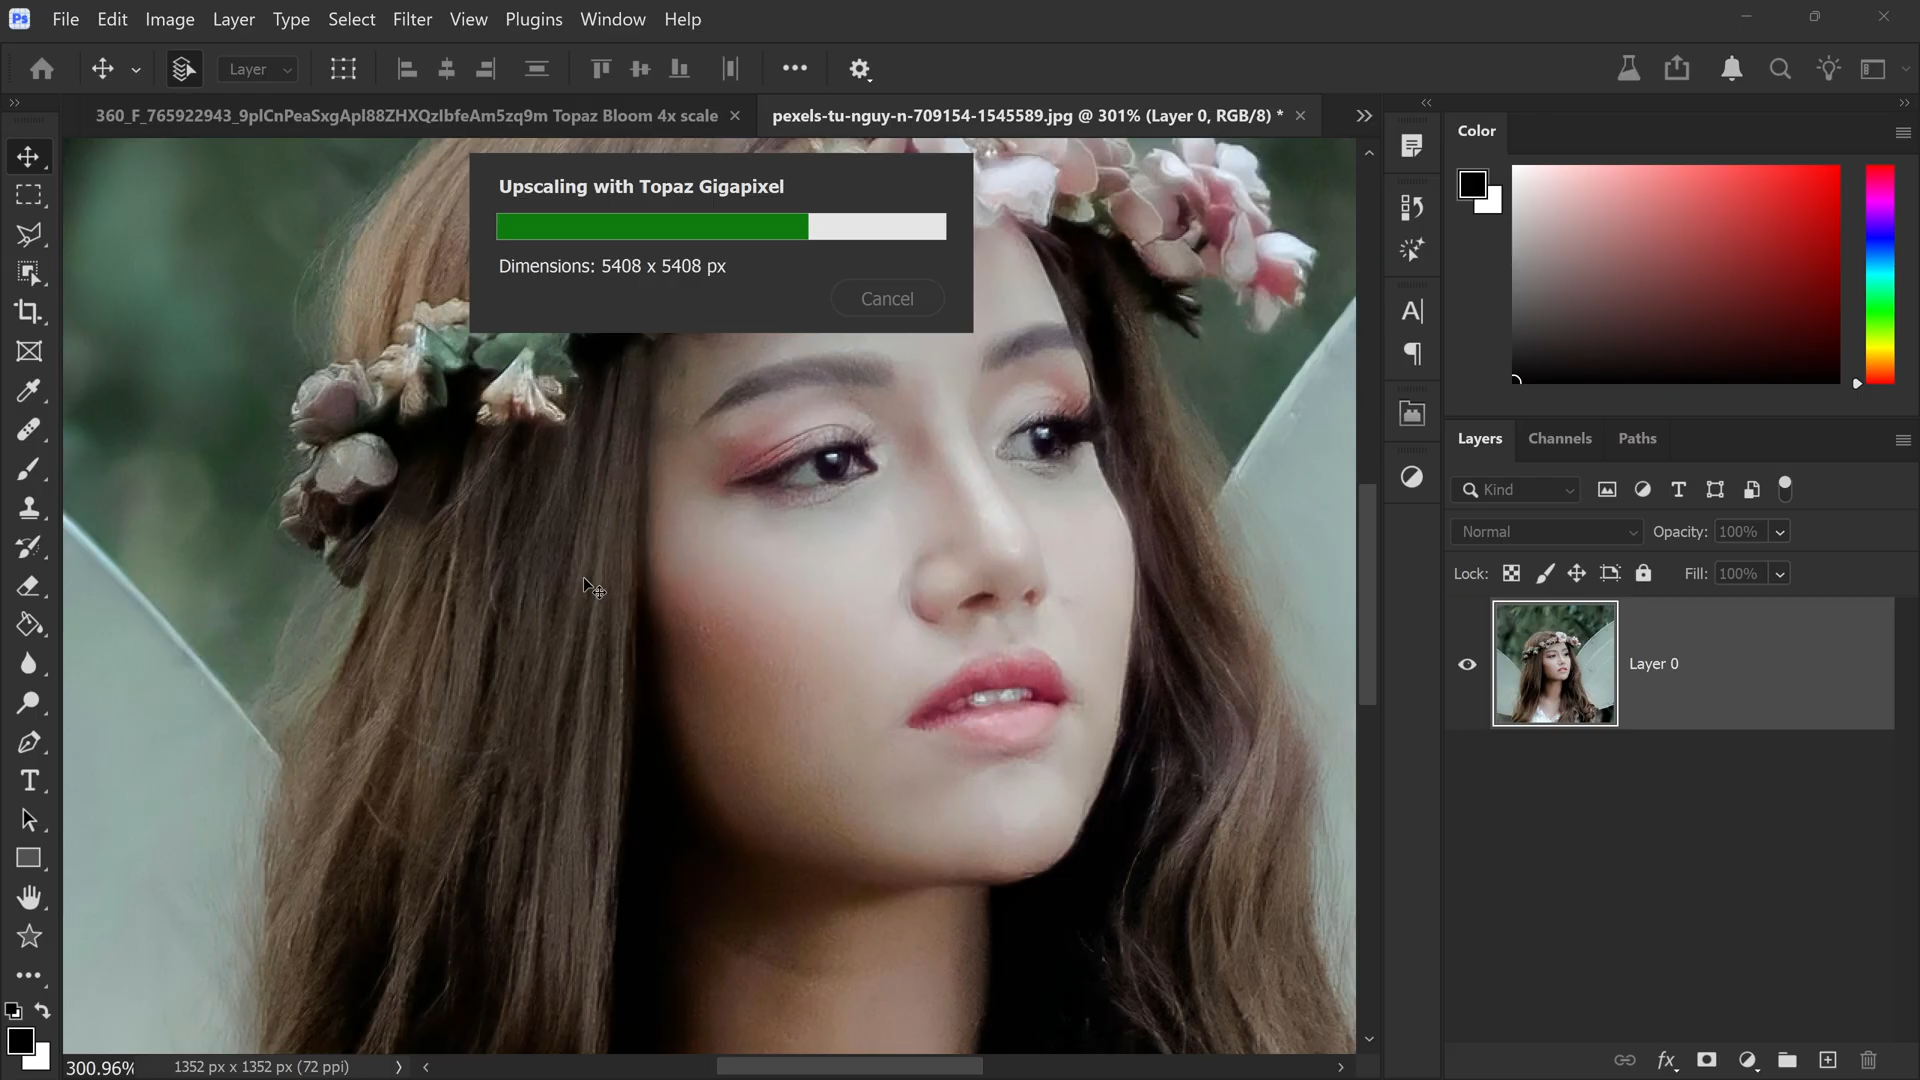 Ps File Edit Image Layer Type Select Filter View Plugins Window Help
Layer
360_F_765922943_9plCnPeaSxgApl88ZHXQzIbfeAm5zq9m Topaz Bloom 4x scale
pexels-tu-nguy-n-709154-1545589.jpg @ 301% (Layer 0, RGB/8) *
Upscaling with Topaz Gigapixel
Dimensions: 5408 x 5408 px
Cancel
Color
Layers Channels Paths
Kind
Normal Opacity: 100%
Lock: Fill: 100%
Layer 0
fx
300.96% 1352 px x 1352 px (72 ppi)